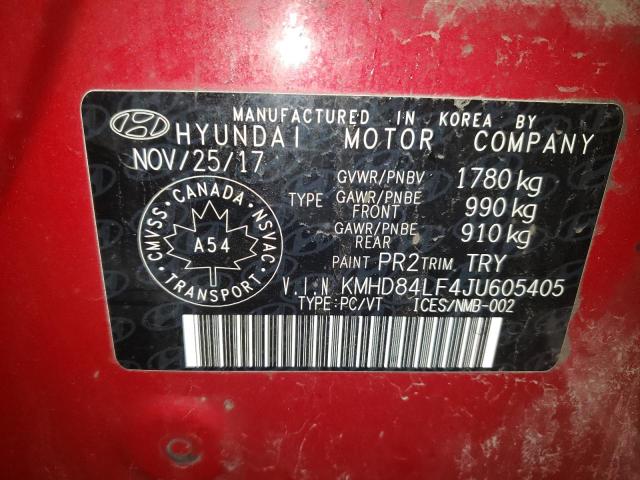 MANUFACTURED IN KOREA BY
HYUNDAI MOTOR COMPANY
NOV/25/17
GVWR/PNBV 1780 kg
TYPE GAWR/PNBE FRONT 990 kg
GAWR/PNBE REAR 910 kg
PAINT PR2 TRIM TRY
V.I.N KMHD84LF4JU605405
TYPE:PC/VT ICES/NMB-002
CANADA
CMVSS
NSVAC
A54
TRANSPORT